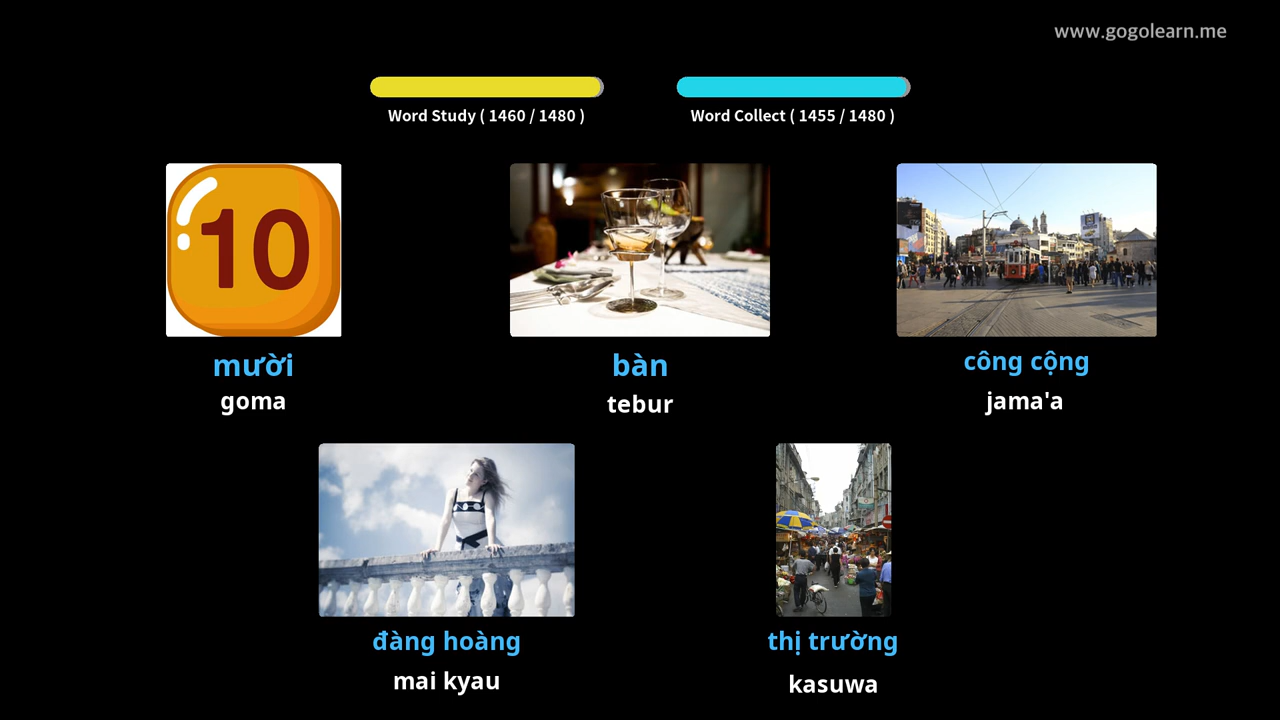 www.gogolearn.me
Word Study ( 1460 / 1480 )
Word Collect ( 1455 / 1480 )
10
mười
goma
bàn
tebur
công cộng
jama'a
đàng hoàng
mai kyau
thị trường
kasuwa